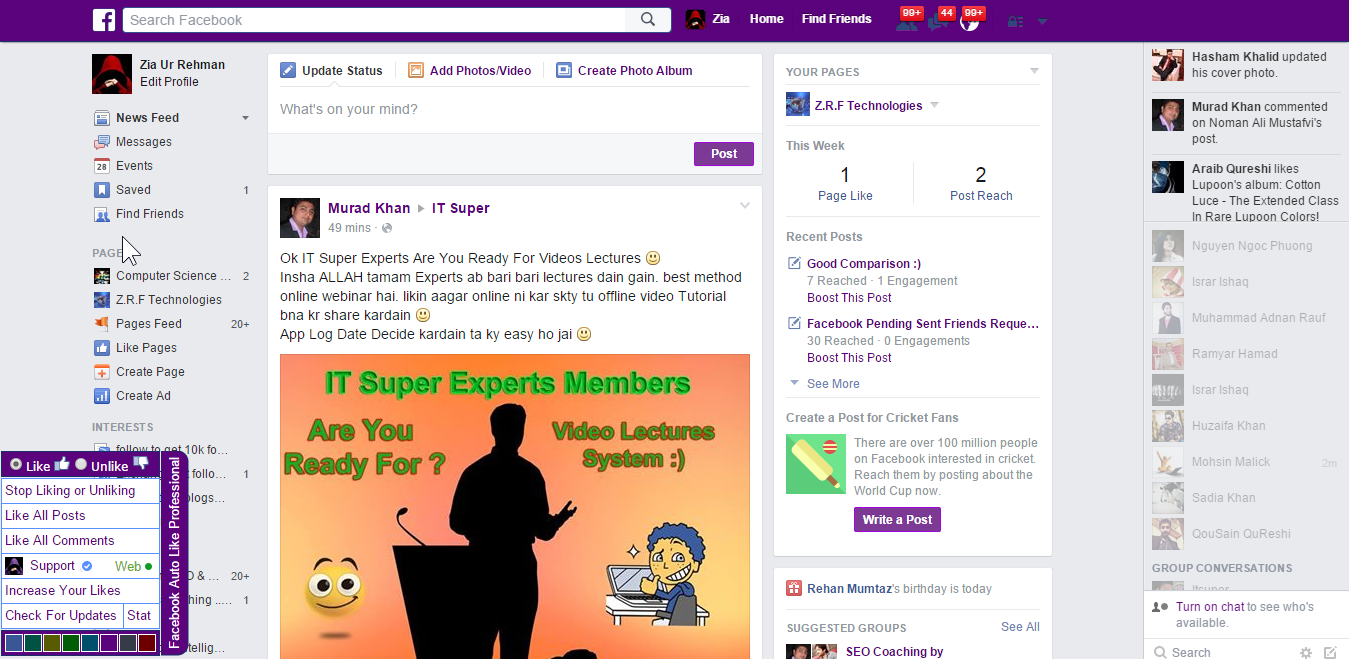 Search Facebook
Zia
Home
Find Friends
99+
44
99+
Zia Ur Rehman
Edit Profile
News Feed
Messages
28
Events
Saved 1
Find Friends
PAGE
Computer Science ... 2
Z.R.F Technologies
Pages Feed 20+
Like Pages
Create Page
Create Ad
INTERESTS
follow to get 10k fo...
follo... 1
blogs...
D & ... 20+
ching .... 1
ntellig...
Like
Unlike
Stop Liking or Unliking
Like All Posts
Like All Comments
Support
Web
Increase Your Likes
Check For Updates
Stat
Facebook Auto Like Professional
Update Status
Add Photos/Video
Create Photo Album
What's on your mind?
Post
Murad Khan
IT Super
49 mins ·
Ok IT Super Experts Are You Ready For Videos Lectures
Insha ALLAH tamam Experts ab bari bari lectures dain gain. best method
online webinar hai. likin aagar online ni kar skty tu offline video Tutorial
bna kr share kardain
App Log Date Decide kardain ta ky easy ho jai
IT Super Experts Members
Are You
Ready For ?
Video Lectures
System :)
YOUR PAGES
Z.R.F Technologies
This Week
1
Page Like
2
Post Reach
Recent Posts
Good Comparison :)
7 Reached · 1 Engagement
Boost This Post
Facebook Pending Sent Friends Reque...
30 Reached · 0 Engagements
Boost This Post
See More
Create a Post for Cricket Fans
There are over 100 million people
on Facebook interested in cricket.
Reach them by posting about the
World Cup now.
Write a Post
Rehan Mumtaz's birthday is today
SUGGESTED GROUPS
See All
SEO Coaching by
Hasham Khalid updated
his cover photo.
Murad Khan commented
on Noman Ali Mustafvi's
post.
Araib Qureshi likes
Lupoon's album: Cotton
Luce - The Extended Class
In Rare Lupoon Colors!
Nguyen Ngoc Phuong
Israr Ishaq
Muhammad Adnan Rauf
Ramyar Hamad
Israr Ishaq
Huzaifa Khan
Mohsin Malick 2m
Sadia Khan
QouSain QuReshi
GROUP CONVERSATIONS
Itsuper
Turn on chat to see who's
available.
Search